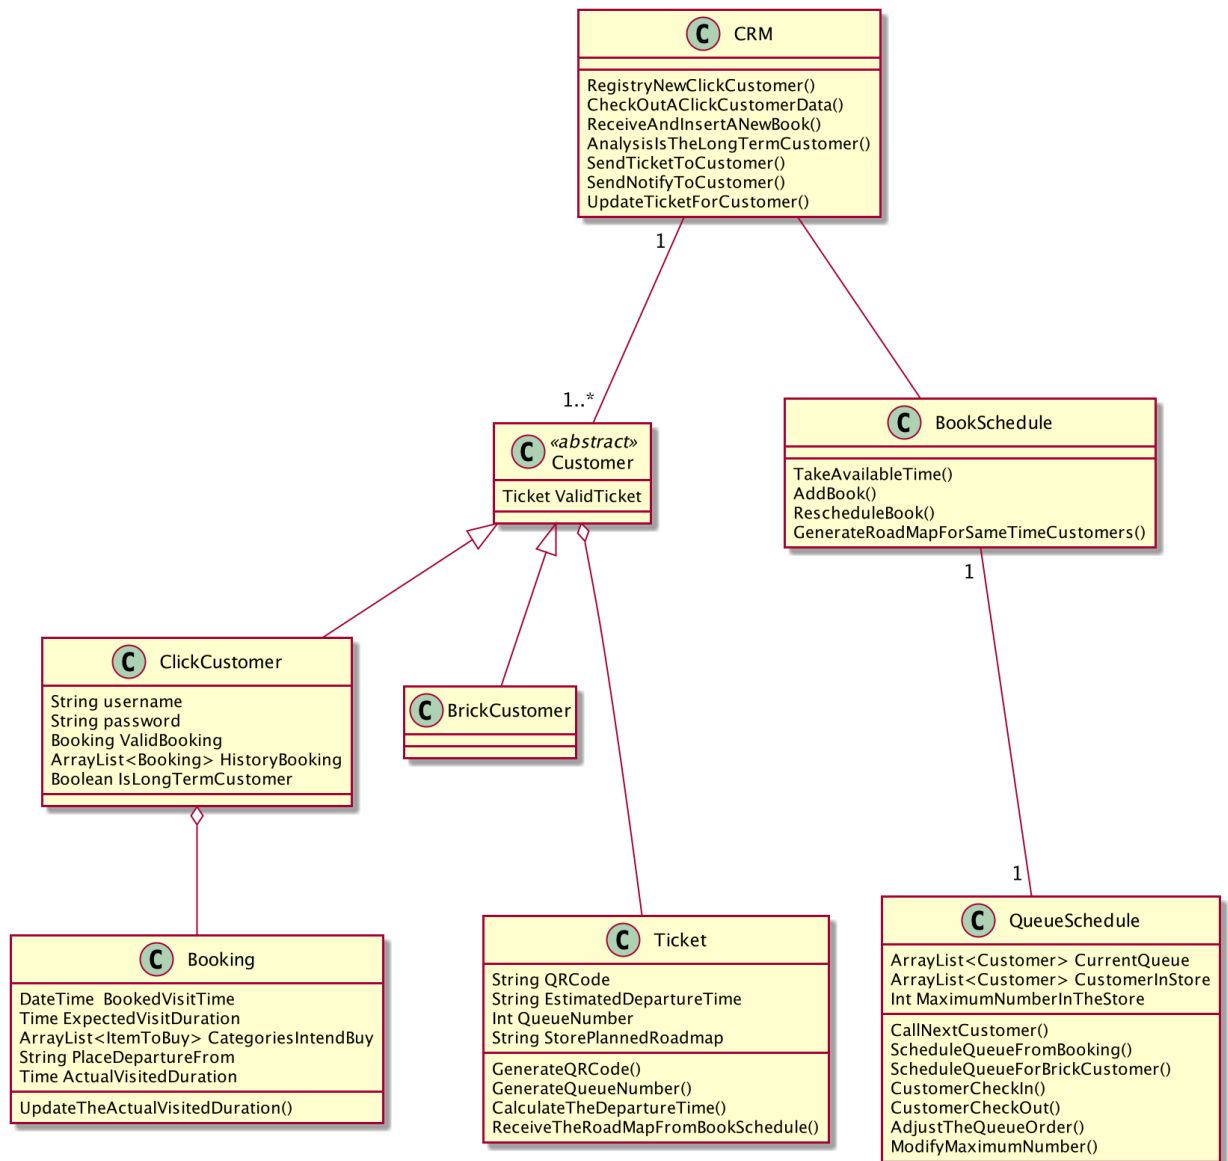 C CRM
RegistryNewClickCustomer()
CheckOutAClickCustomerData()
ReceiveAndInsertANewBook()
AnalysisIsTheLongTermCustomer()
SendTicketToCustomer()
SendNotifyToCustomer()
UpdateTicketForCustomer()
1
1..*
C «abstract»
Customer
Ticket ValidTicket
C BookSchedule
TakeAvailableTime()
AddBook()
RescheduleBook()
GenerateRoadMapForSameTimeCustomers()
1
1
C ClickCustomer
String username
String password
Booking ValidBooking
ArrayList<Booking> HistoryBooking
Boolean IsLongTermCustomer
C BrickCustomer
C Booking
DateTime BookedVisitTime
Time ExpectedVisitDuration
ArrayList<ItemToBuy> CategoriesIntendBuy
String PlaceDepartureFrom
Time ActualVisitedDuration
UpdateTheActualVisitedDuration()
C Ticket
String QRCode
String EstimatedDepartureTime
Int QueueNumber
String StorePlannedRoadmap
GenerateQRCode()
GenerateQueueNumber()
CalculateTheDepartureTime()
ReceiveTheRoadMapFromBookSchedule()
C QueueSchedule
ArrayList<Customer> CurrentQueue
ArrayList<Customer> CustomerInStore
Int MaximumNumberInTheStore
CallNextCustomer()
ScheduleQueueFromBooking()
ScheduleQueueForBrickCustomer()
CustomerCheckIn()
CustomerCheckOut()
AdjustTheQueueOrder()
ModifyMaximumNumber()